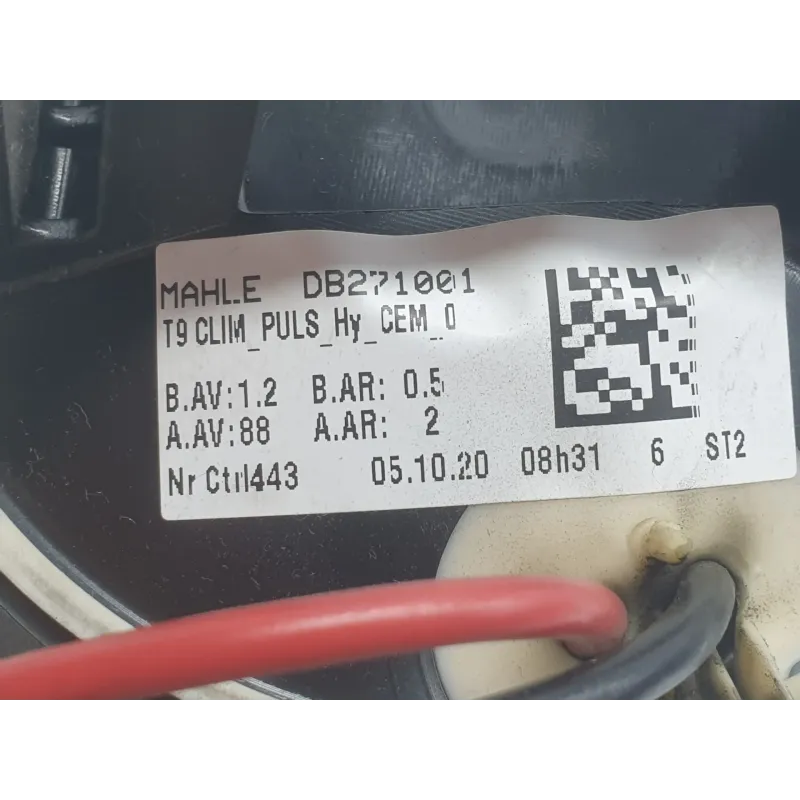 MAHLE DB271001
T9 CLIM_PULS_Hy_CEM_0
B.AV:1.2 B.AR: 0.5
A.AV:88 A.AR: 2
Nr Ctrl443 05.10.20 08h31 6 ST2